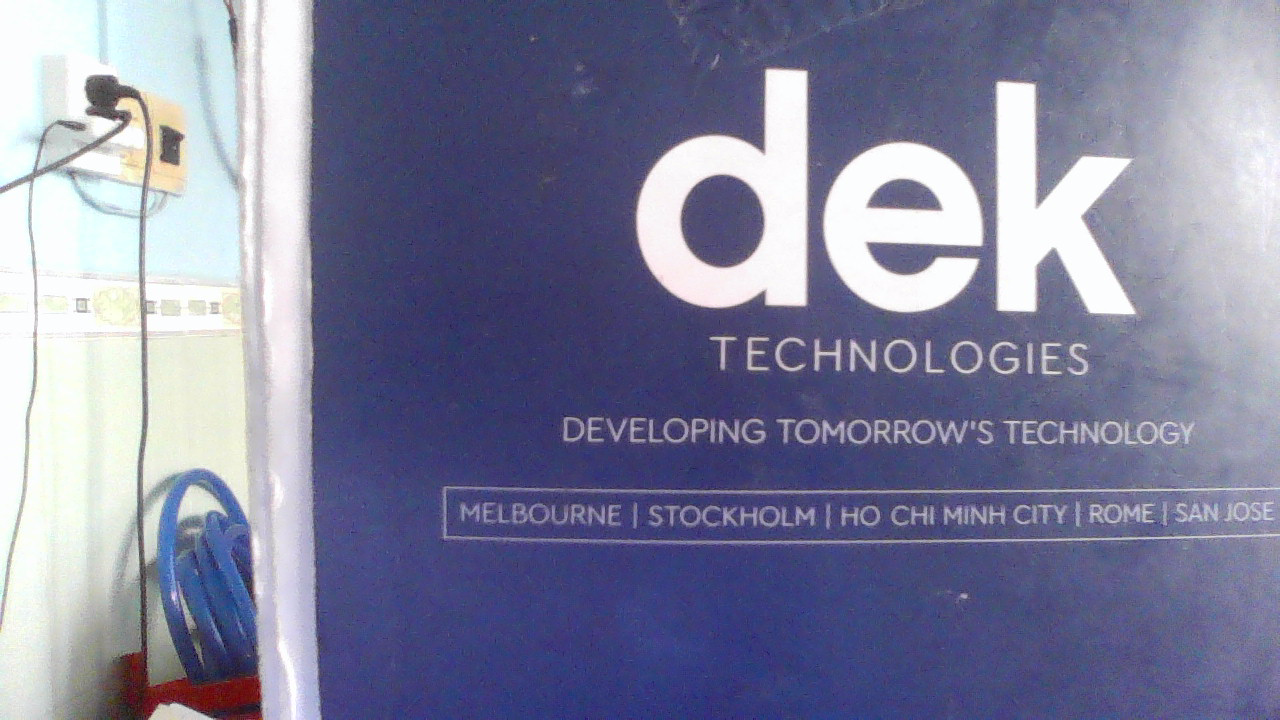 dek
TECHNOLOGIES
DEVELOPING TOMORROW'S TECHNOLOGY
MELBOURNE | STOCKHOLM | HO CHI MINH CITY | ROME | SAN JOSE